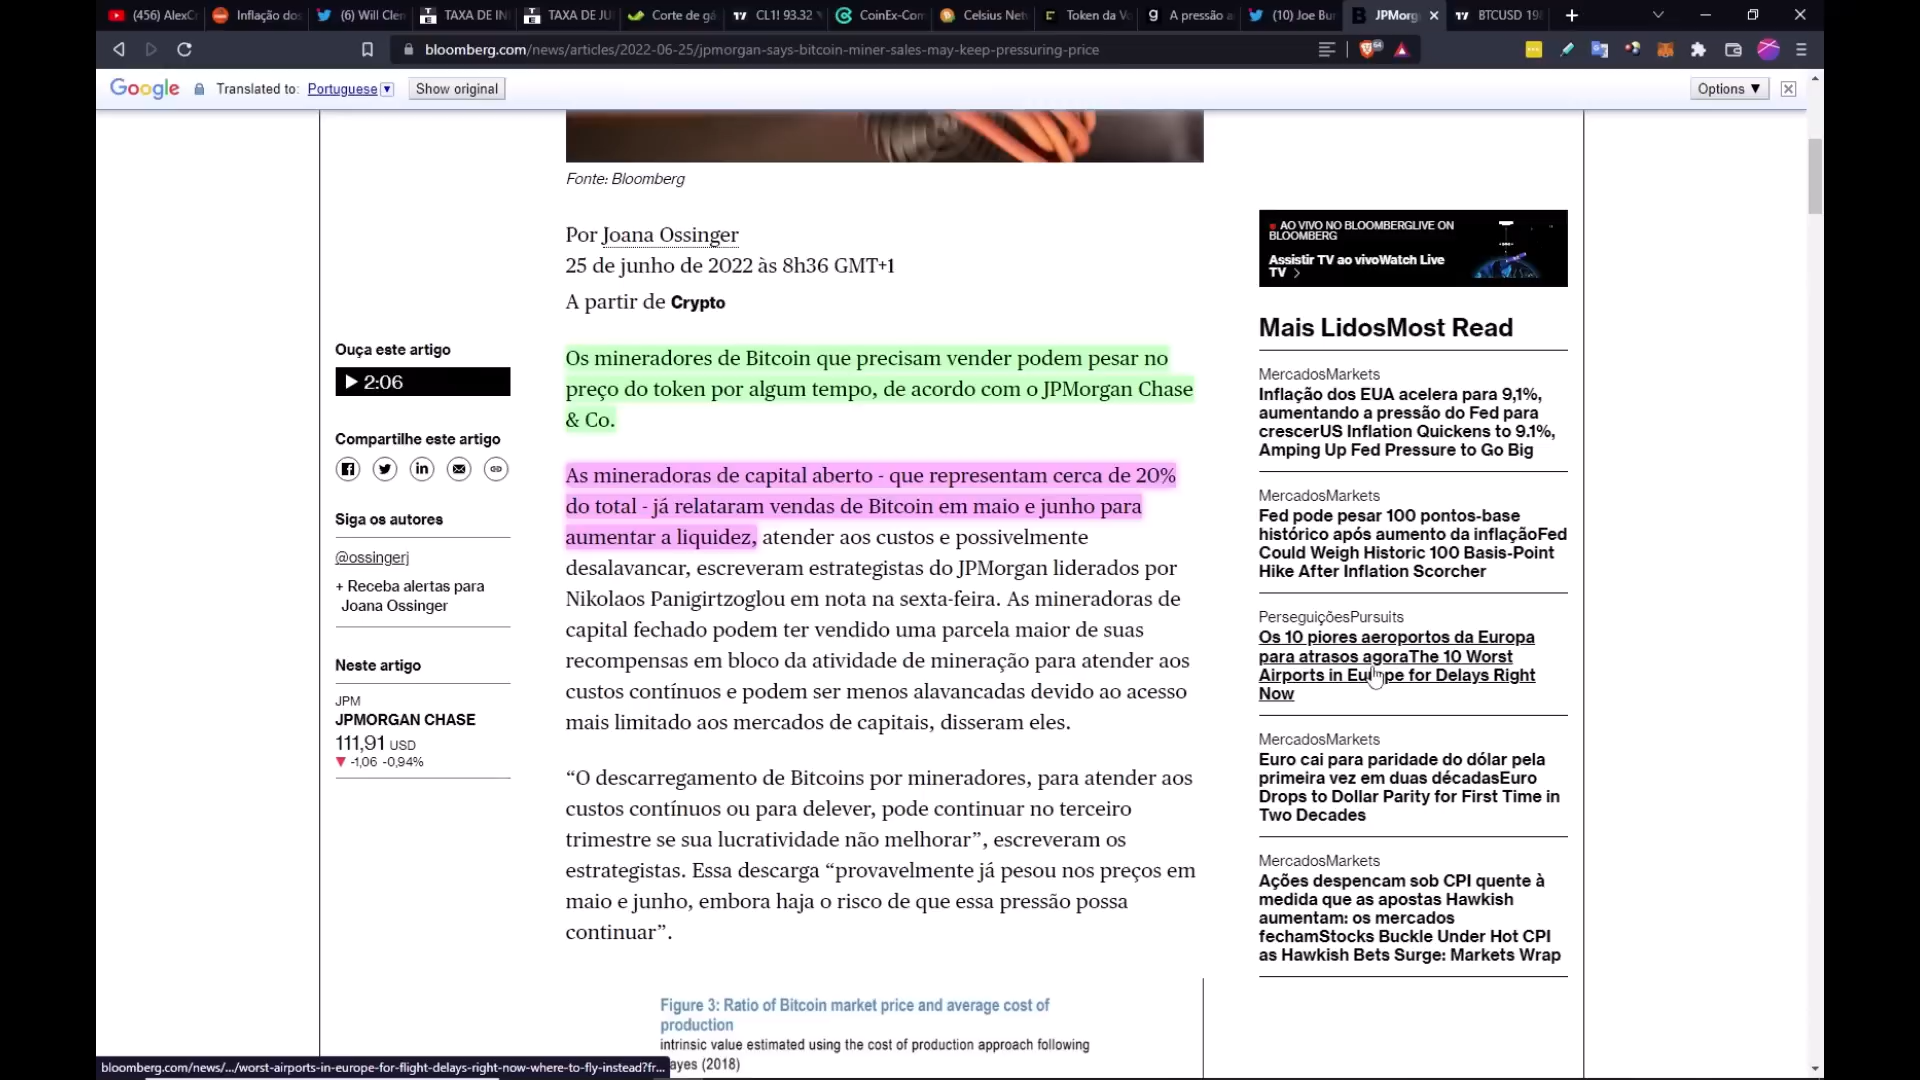 (456) AlexC
Inflação dos
(6) Will Cle
TAXA DE IN
TAXA DE JU
Corte de gá
CL1! 93.32
CoinEx-Com
Celsius Net
Token da V
A pressão a
(10) Joe Bu
JPMorg
BTCUSD 19
bloomberg.com/news/articles/2022-06-25/jpmorgan-says-bitcoin-miner-sales-may-keep-pressuring-price
Google Translated to: Portuguese Show original
Options ▼
Fonte: Bloomberg
Por Joana Ossinger
25 de junho de 2022 às 8h36 GMT+1
A partir de Crypto
Ouça este artigo
2:06
Compartilhe este artigo
Siga os autores
@ossingerj
+ Receba alertas para
Joana Ossinger
Neste artigo
JPM
JPMORGAN CHASE
111,91 USD
▼ -1,06 -0,94%
Os mineradores de Bitcoin que precisam vender podem pesar no
preço do token por algum tempo, de acordo com o JPMorgan Chase
& Co.
As mineradoras de capital aberto - que representam cerca de 20%
do total - já relataram vendas de Bitcoin em maio e junho para
aumentar a liquidez, atender aos custos e possivelmente
desalavancar, escreveram estrategistas do JPMorgan liderados por
Nikolaos Panigirtzoglou em nota na sexta-feira. As mineradoras de
capital fechado podem ter vendido uma parcela maior de suas
recompensas em bloco da atividade de mineração para atender aos
custos contínuos e podem ser menos alavancadas devido ao acesso
mais limitado aos mercados de capitais, disseram eles.
“O descarregamento de Bitcoins por mineradores, para atender aos
custos contínuos ou para delever, pode continuar no terceiro
trimestre se sua lucratividade não melhorar”, escreveram os
estrategistas. Essa descarga “provavelmente já pesou nos preços em
maio e junho, embora haja o risco de que essa pressão possa
continuar”.
Figure 3: Ratio of Bitcoin market price and average cost of
production
intrinsic value estimated using the cost of production approach following
ayes (2018)
AO VIVO NO BLOOMBERGLIVE ON
BLOOMBERG
Assistir TV ao vivoWatch Live
TV
Mais LidosMost Read
MercadosMarkets
Inflação dos EUA acelera para 9,1%,
aumentando a pressão do Fed para
crescerUS Inflation Quickens to 9.1%,
Amping Up Fed Pressure to Go Big
MercadosMarkets
Fed pode pesar 100 pontos-base
histórico após aumento da inflaçãoFed
Could Weigh Historic 100 Basis-Point
Hike After Inflation Scorcher
PerseguiçõesPursuits
Os 10 piores aeroportos da Europa
para atrasos agoraThe 10 Worst
Airports in Europe for Delays Right
Now
MercadosMarkets
Euro cai para paridade do dólar pela
primeira vez em duas décadasEuro
Drops to Dollar Parity for First Time in
Two Decades
MercadosMarkets
Ações despencam sob CPI quente à
medida que as apostas Hawkish
aumentam: os mercados
fechamStocks Buckle Under Hot CPI
as Hawkish Bets Surge: Markets Wrap
bloomberg.com/news/.../worst-airports-in-europe-for-flight-delays-right-now-where-to-fly-instead?fr...